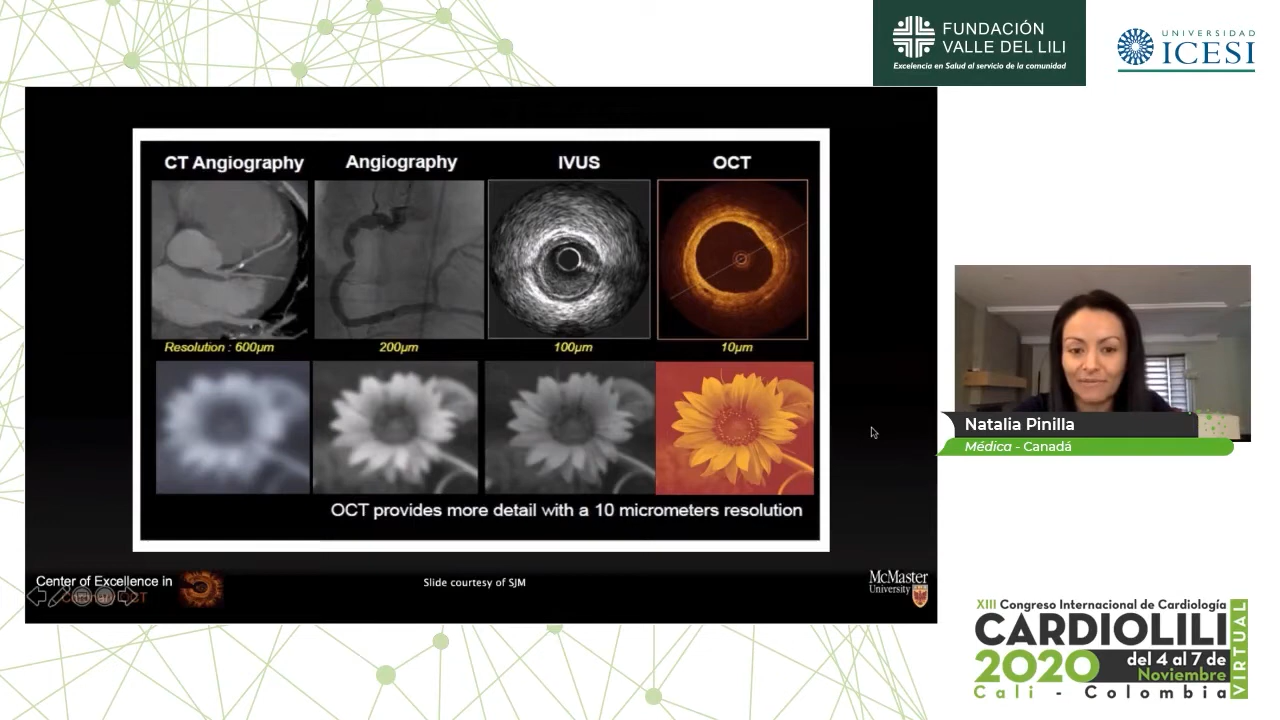 FUNDACIÓN
VALLE DEL LILI
Excelencia en Salud al servicio de la comunidad
UNIVERSIDAD
ICESI
CT Angiography
Angiography
IVUS
OCT
Resolution : 600µm
200µm
100µm
10µm
OCT provides more detail with a 10 micrometers resolution
Center of Excellence in
Slide courtesy of SJM
McMaster
University
Natalia Pinilla
Médica - Canadá
XIII Congreso Internacional de Cardiología
CARDIOLILI
2020
del 4 al 7 de
Noviembre
VIRTUAL
Cali - Colombia